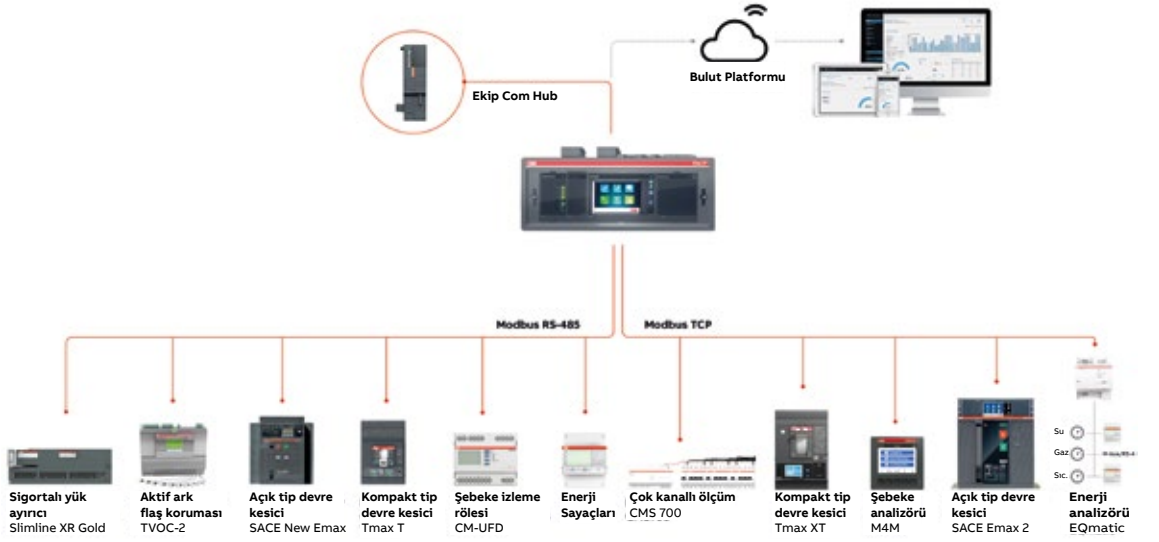 Bulut Platformu
Ekip Com Hub
Modbus RS-485
Modbus TCP
Sigortalı yük
ayırıcı
Slimline XR Gold
Aktif ark
flaş koruması
TVOC-2
Açık tip devre
kesici
SACE New Emax
Kompakt tip
devre kesici
Tmax T
Şebeke izleme
rölesi
CM-UFD
Enerji
Sayaçları
Çok kanallı ölçüm
CMS 700
Kompakt tip
devre kesici
Tmax XT
Şebeke
analizörü
M4M
Açık tip devre
kesici
SACE Emax 2
Su
Gaz
Sıc.
Enerji
analizörü
EQmatic